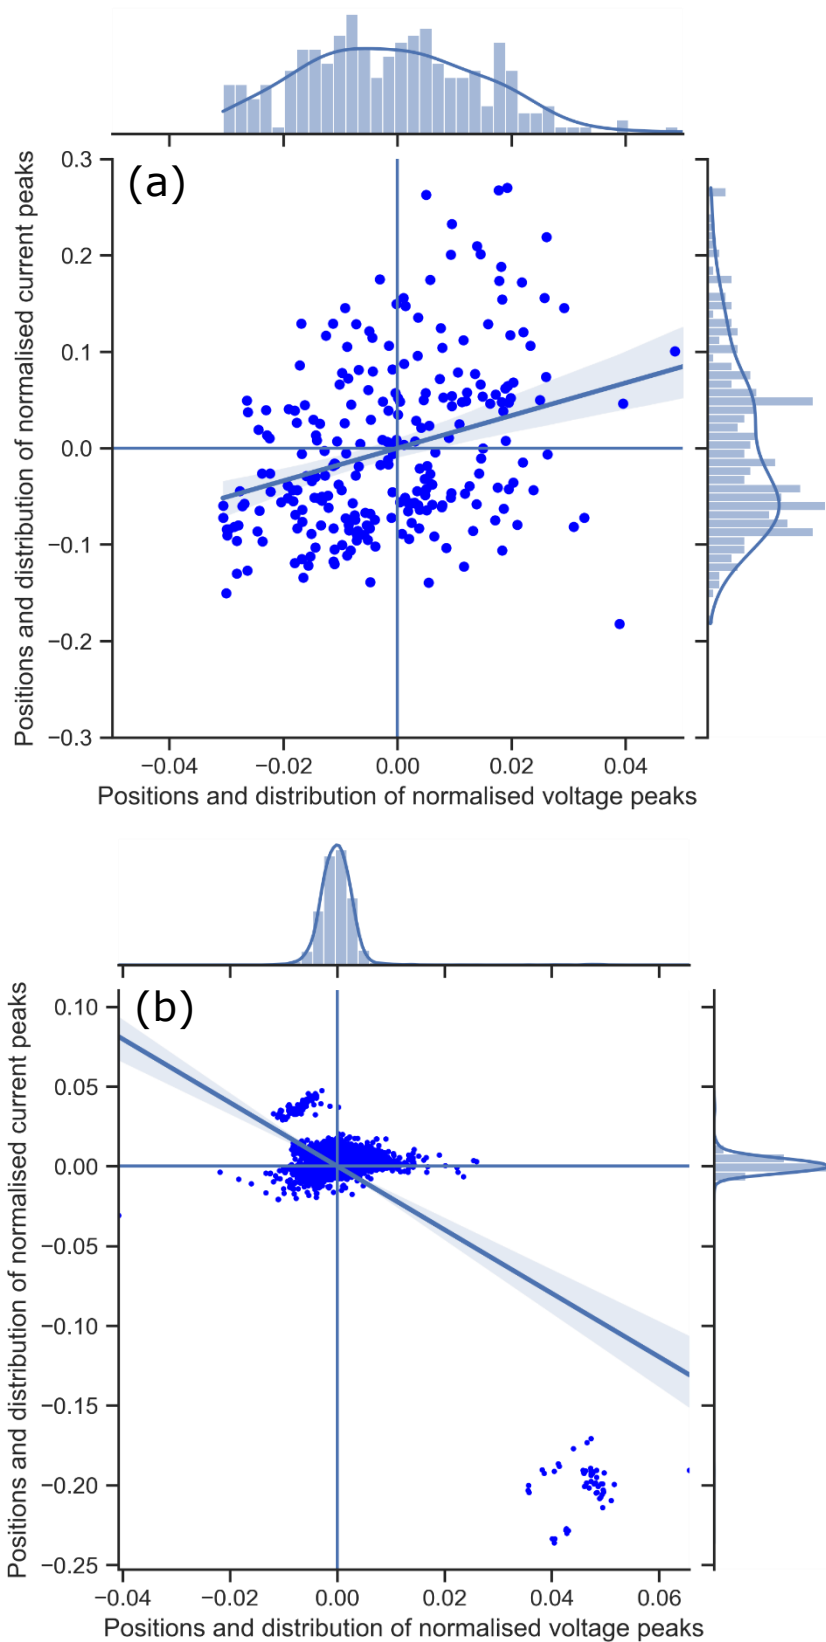 (a)
0.3
0.2
0.1
0.0
−0.1
−0.2
−0.3
Positions and distribution of normalised current peaks
−0.04 −0.02 0.00 0.02 0.04
Positions and distribution of normalised voltage peaks
(b)
0.10
0.05
0.00
−0.05
−0.10
−0.15
−0.20
−0.25
Positions and distribution of normalised current peaks
−0.04 −0.02 0.00 0.02 0.04 0.06
Positions and distribution of normalised voltage peaks